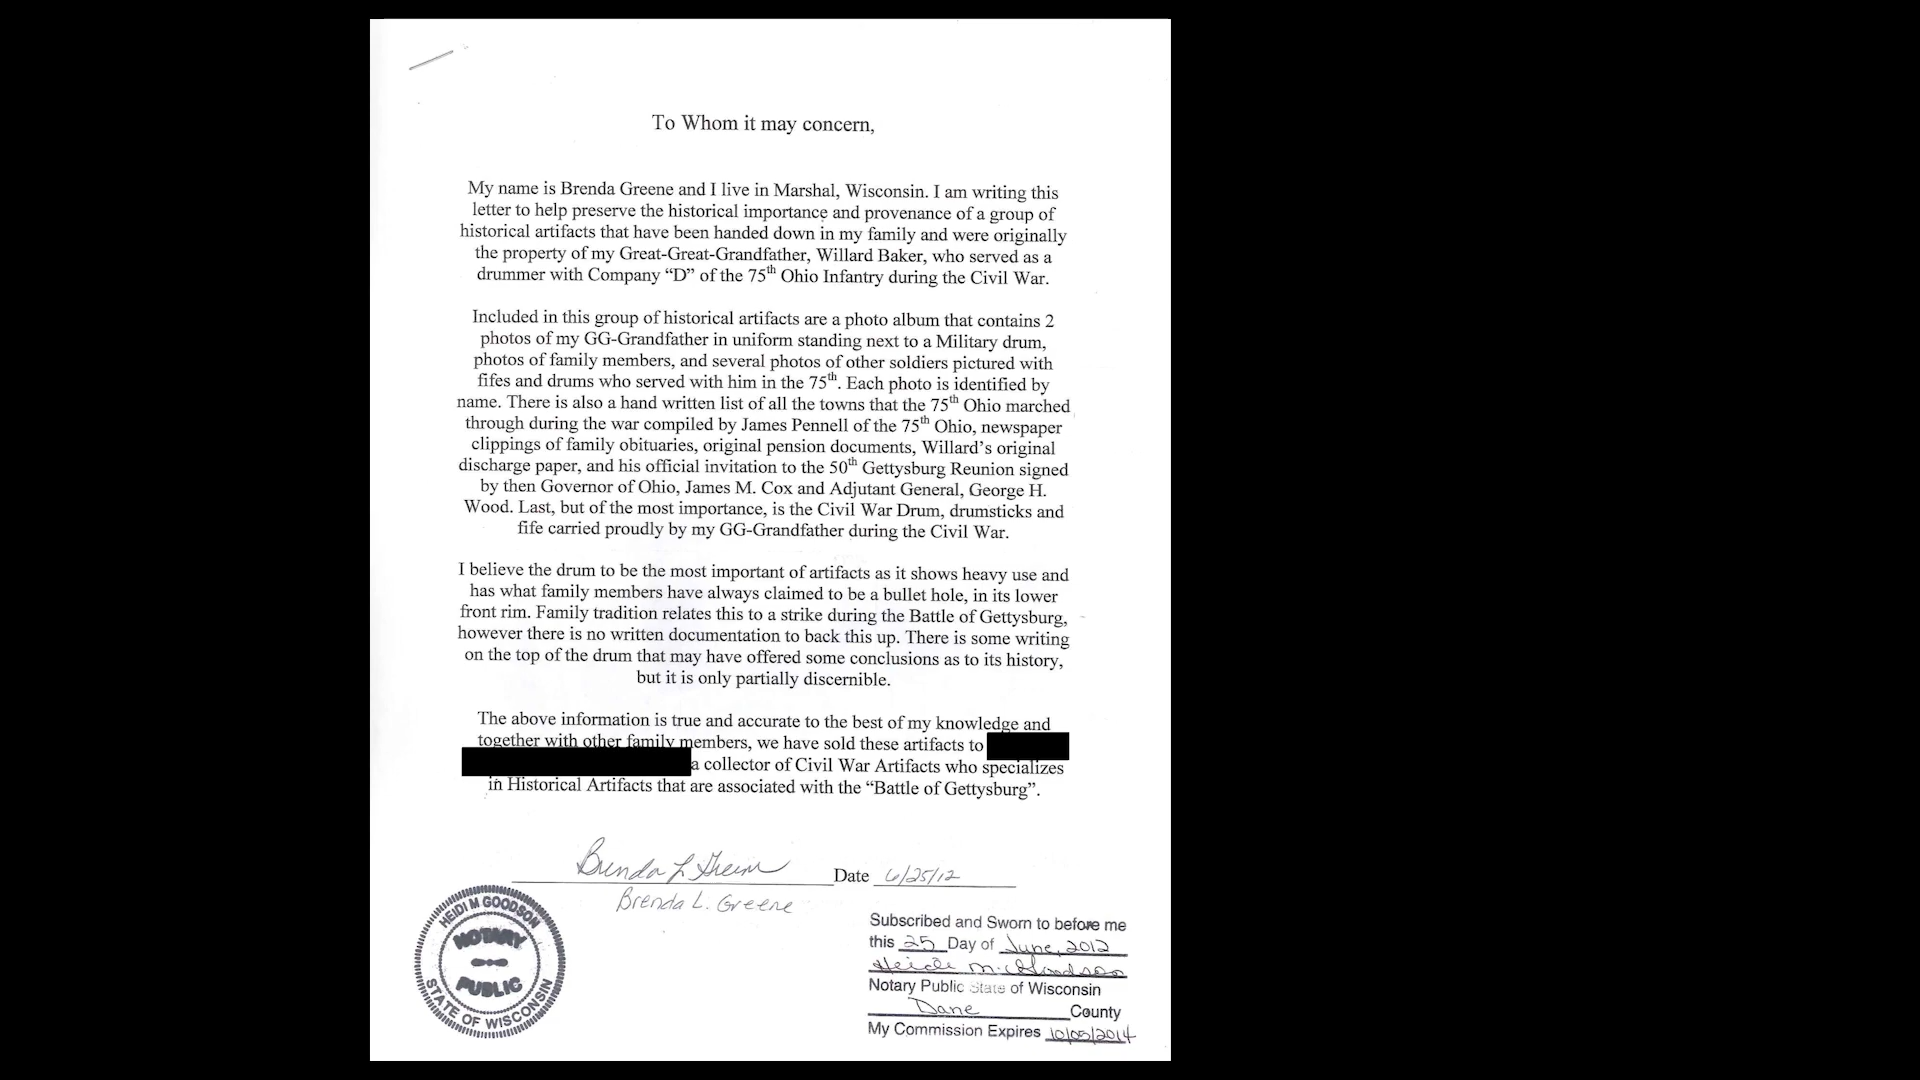 To Whom it may concern,
My name is Brenda Greene and I live in Marshal, Wisconsin. I am writing this
letter to help preserve the historical importance and provenance of a group of
historical artifacts that have been handed down in my family and were originally
the property of my Great-Great-Grandfather, Willard Baker, who served as a
drummer with Company “D” of the 75th Ohio Infantry during the Civil War.
Included in this group of historical artifacts are a photo album that contains 2
photos of my GG-Grandfather in uniform standing next to a Military drum,
photos of family members, and several photos of other soldiers pictured with
fifes and drums who served with him in the 75th. Each photo is identified by
name. There is also a hand written list of all the towns that the 75th Ohio marched
through during the war compiled by James Pennell of the 75th Ohio, newspaper
clippings of family obituaries, original pension documents, Willard’s original
discharge paper, and his official invitation to the 50th Gettysburg Reunion signed
by then Governor of Ohio, James M. Cox and Adjutant General, George H.
Wood. Last, but of the most importance, is the Civil War Drum, drumsticks and
fife carried proudly by my GG-Grandfather during the Civil War.
I believe the drum to be the most important of artifacts as it shows heavy use and
has what family members have always claimed to be a bullet hole, in its lower
front rim. Family tradition relates this to a strike during the Battle of Gettysburg,
however there is no written documentation to back this up. There is some writing
on the top of the drum that may have offered some conclusions as to its history,
but it is only partially discernible.
The above information is true and accurate to the best of my knowledge and
together with other family members, we have sold these artifacts to
a collector of Civil War Artifacts who specializes
in Historical Artifacts that are associated with the “Battle of Gettysburg”.
Brenda L Greene Date 6/25/12
Brenda L. Greene
HEIDI M GOODSON
NOTARY
PUBLIC
STATE OF WISCONSIN
Subscribed and Sworn to before me
this 25 Day of June, 2012
Heidi M. Goodson
Notary Public State of Wisconsin
Dane County
My Commission Expires 10/05/2014